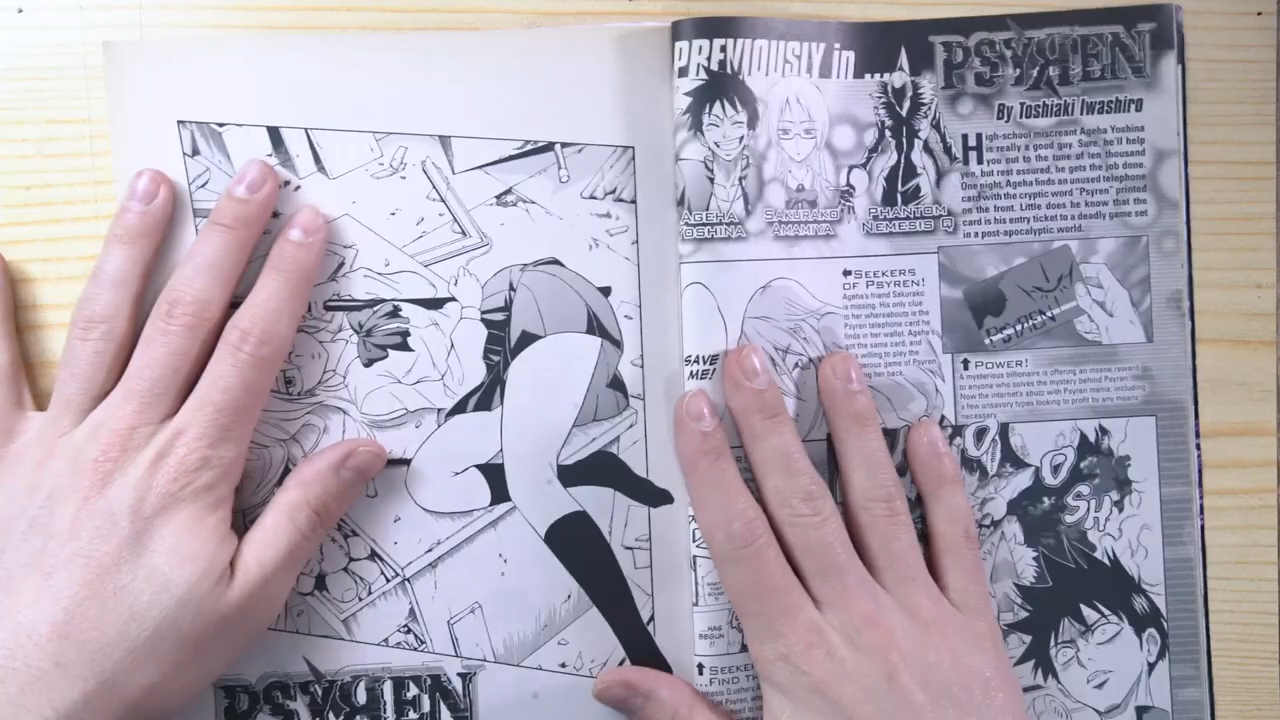 PSYREN
PREVIOUSLY in ...
PSYREN
By Toshiaki Iwashiro
AGEHA
YOSHINA
SAKURAKO
AMAMIYA
PHANTOM
NEMESIS Q
High-school miscreant Ageha Yoshina
is really a good guy. Sure, he'll help
you out to the tune of ten thousand
yen, but rest assured, he gets the job done.
One night, Ageha finds an unused telephone
card with the cryptic word "Psyren" printed
on the front. Little does he know that the
card is his entry ticket to a deadly game set
in a post-apocalyptic world.
SAVE
ME!
SEEKERS
OF PSYREN!
Ageha's friend Sakurako
is missing. His only clue
to her whereabouts is the
Psyren telephone card he
finds in her wallet. Ageha's
got the same card, and
willing to play the
game of Psyren
her back.
PSYREN
POWER!
A mysterious billionaire is offering an insane reward
to anyone who solves the mystery behind Psyren.
Now the internet's abuzz with Psyren mania, including
a few unsavory types looking to profit by any means
necessary.
OOSH
...HAS
BEGUN
!!
...FIND